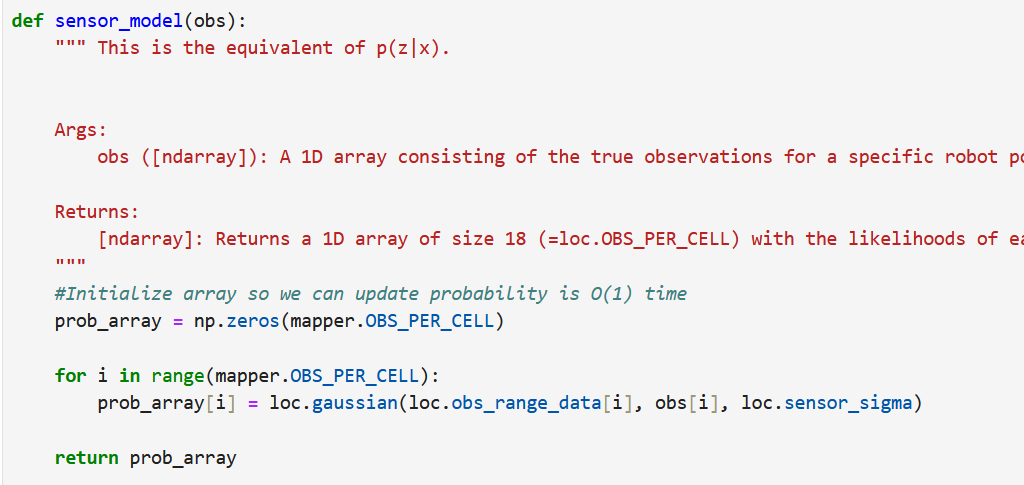 def sensor_model(obs):
    """ This is the equivalent of p(z|x).
    Args:
        obs ([ndarray]): A 1D array consisting of the true observations for a specific robot
    Returns:
        [ndarray]: Returns a 1D array of size 18 (=loc.OBS_PER_CELL) with the likelihoods of
    """
    #Initialize array so we can update probability is O(1) time
    prob_array = np.zeros(mapper.OBS_PER_CELL)
    for i in range(mapper.OBS_PER_CELL):
        prob_array[i] = loc.gaussian(loc.obs_range_data[i], obs[i], loc.sensor_sigma)
    return prob_array